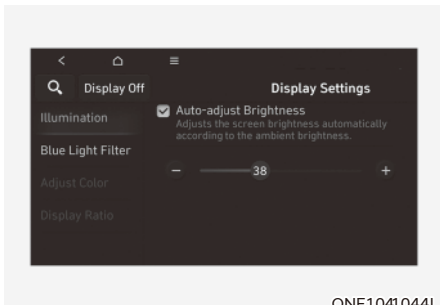 Display Off
Display Settings
Illumination
Auto-adjust Brightness
Adjusts the screen brightness automatically
according to the ambient brightness.
Blue Light Filter
38
Adjust Color
Display Ratio
ONE1041044L